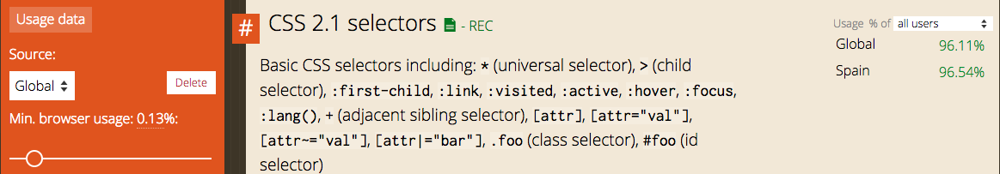 Usage data
Source:
Global
Delete
Min. browser usage: 0.13%:
#
CSS 2.1 selectors - REC
Basic CSS selectors including: * (universal selector), > (child
selector), :first-child, :link, :visited, :active, :hover, :focus,
:lang(), + (adjacent sibling selector), [attr], [attr="val"],
[attr~="val"], [attr|="bar"], .foo (class selector), #foo (id
selector)
Usage % of all users
Global 96.11%
Spain 96.54%